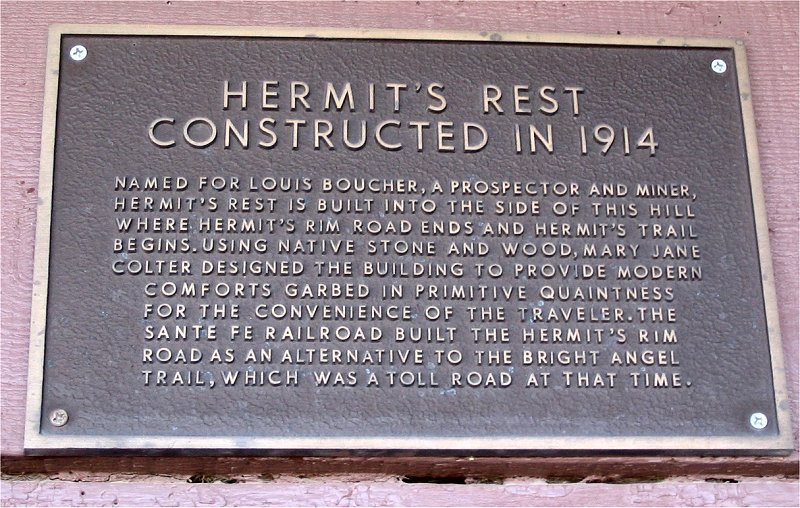 HERMIT'S REST
CONSTRUCTED IN 1914
NAMED FOR LOUIS BOUCHER, A PROSPECTOR AND MINER,
HERMIT'S REST IS BUILT INTO THE SIDE OF THIS HILL
WHERE HERMIT'S RIM ROAD ENDS AND HERMIT'S TRAIL
BEGINS. USING NATIVE STONE AND WOOD, MARY JANE
COLTER DESIGNED THE BUILDING TO PROVIDE MODERN
COMFORTS GARBED IN PRIMITIVE QUAINTNESS
FOR THE CONVENIENCE OF THE TRAVELER. THE
SANTE FE RAILROAD BUILT THE HERMIT'S RIM
ROAD AS AN ALTERNATIVE TO THE BRIGHT ANGEL
TRAIL, WHICH WAS A TOLL ROAD AT THAT TIME.